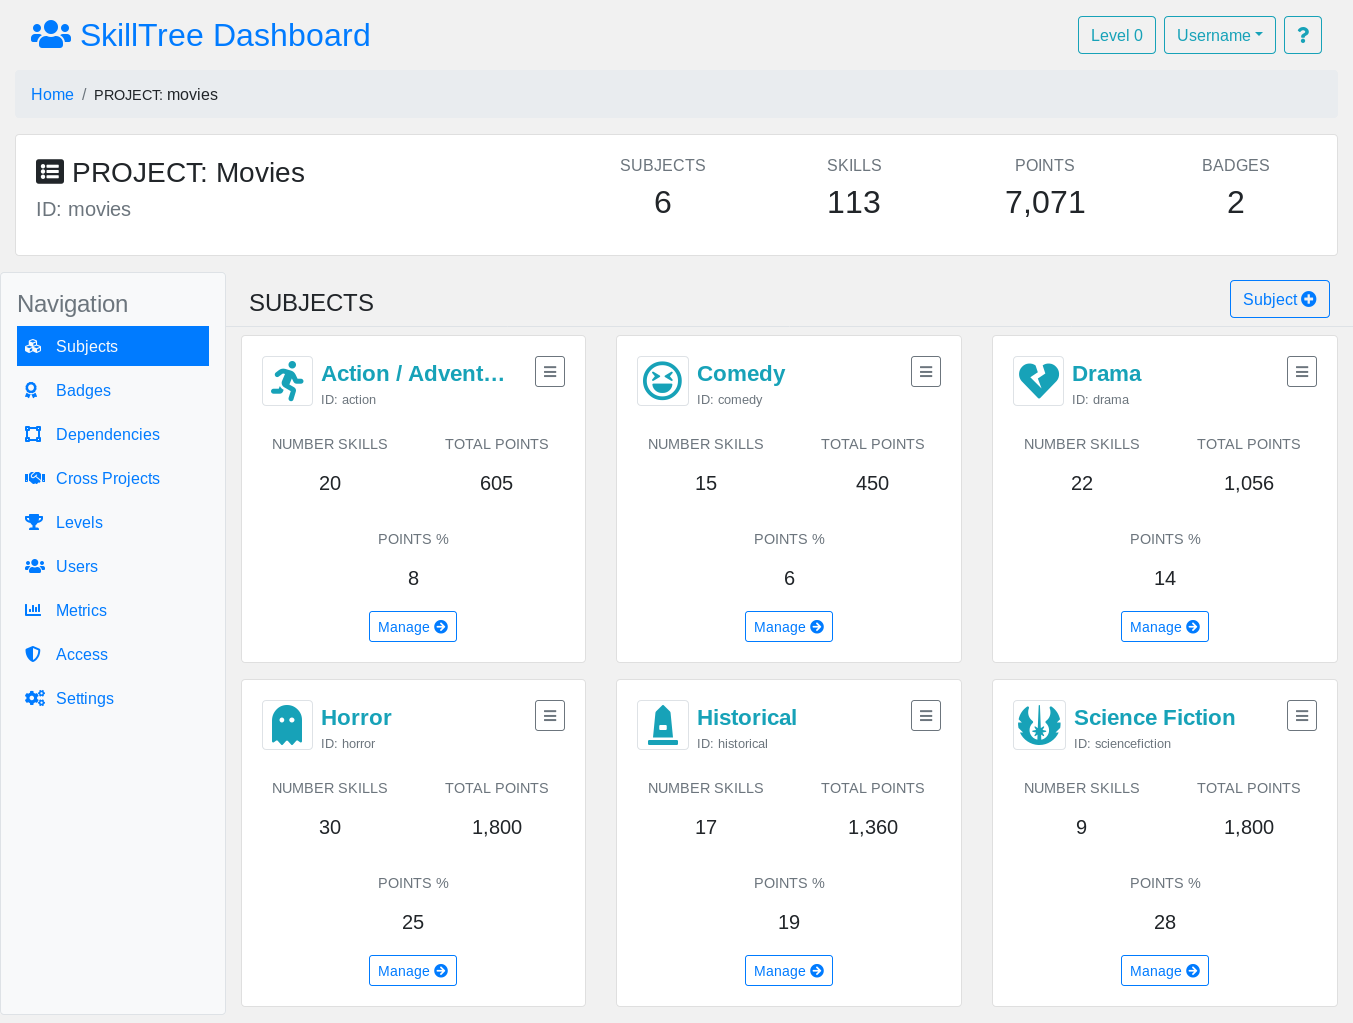 SkillTree Dashboard
Level 0 Username ?
Home / PROJECT: movies
PROJECT: Movies
ID: movies
SUBJECTS
6
SKILLS
113
POINTS
7,071
BADGES
2
Navigation
Subjects
Badges
Dependencies
Cross Projects
Levels
Users
Metrics
Access
Settings
SUBJECTS
Subject
Action / Advent...
ID: action
NUMBER SKILLS
20
TOTAL POINTS
605
POINTS %
8
Manage
Comedy
ID: comedy
NUMBER SKILLS
15
TOTAL POINTS
450
POINTS %
6
Manage
Drama
ID: drama
NUMBER SKILLS
22
TOTAL POINTS
1,056
POINTS %
14
Manage
Horror
ID: horror
NUMBER SKILLS
30
TOTAL POINTS
1,800
POINTS %
25
Manage
Historical
ID: historical
NUMBER SKILLS
17
TOTAL POINTS
1,360
POINTS %
19
Manage
Science Fiction
ID: sciencefiction
NUMBER SKILLS
9
TOTAL POINTS
1,800
POINTS %
28
Manage